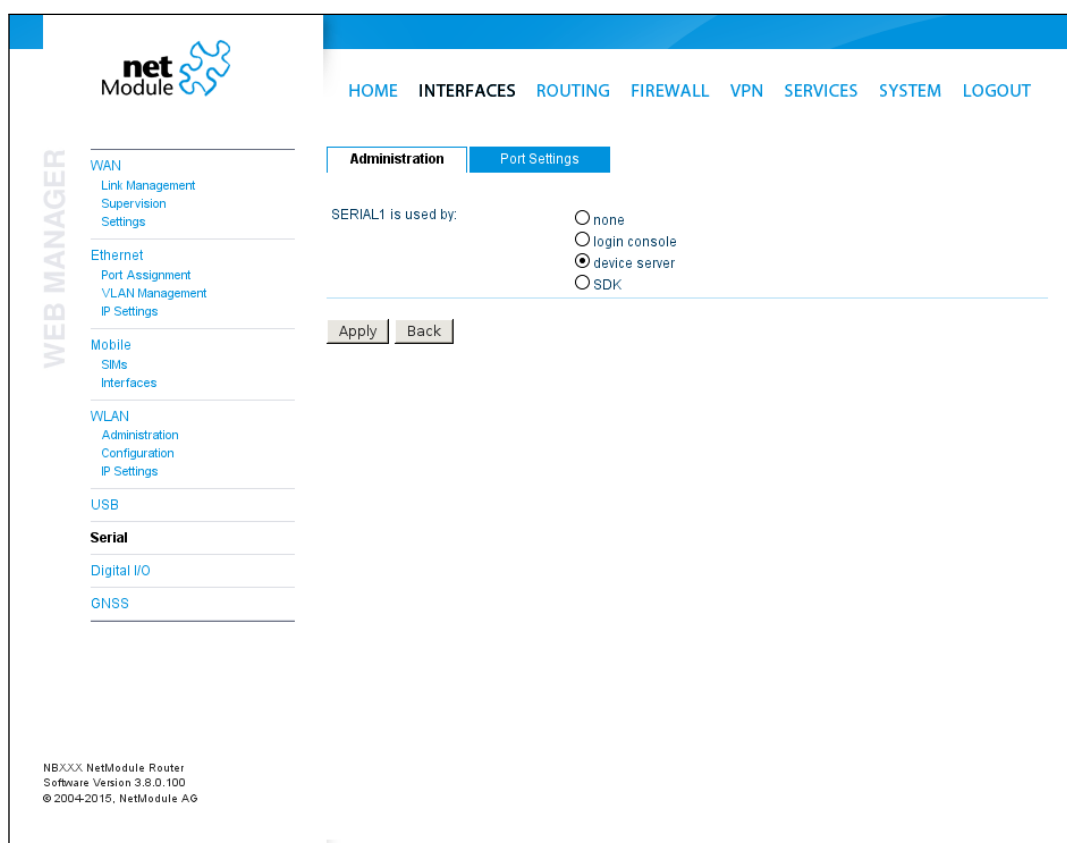 net
Module
HOME INTERFACES ROUTING FIREWALL VPN SERVICES SYSTEM LOGOUT
WEB MANAGER
WAN
Link Management
Supervision
Settings
Ethernet
Port Assignment
VLAN Management
IP Settings
Mobile
SIMs
Interfaces
WLAN
Administration
Configuration
IP Settings
USB
Serial
Digital I/O
GNSS
Administration Port Settings
SERIAL1 is used by:
none
login console
device server
SDK
Apply Back
NBXXX NetModule Router
Software Version 3.8.0.100
© 2004-2015, NetModule AG